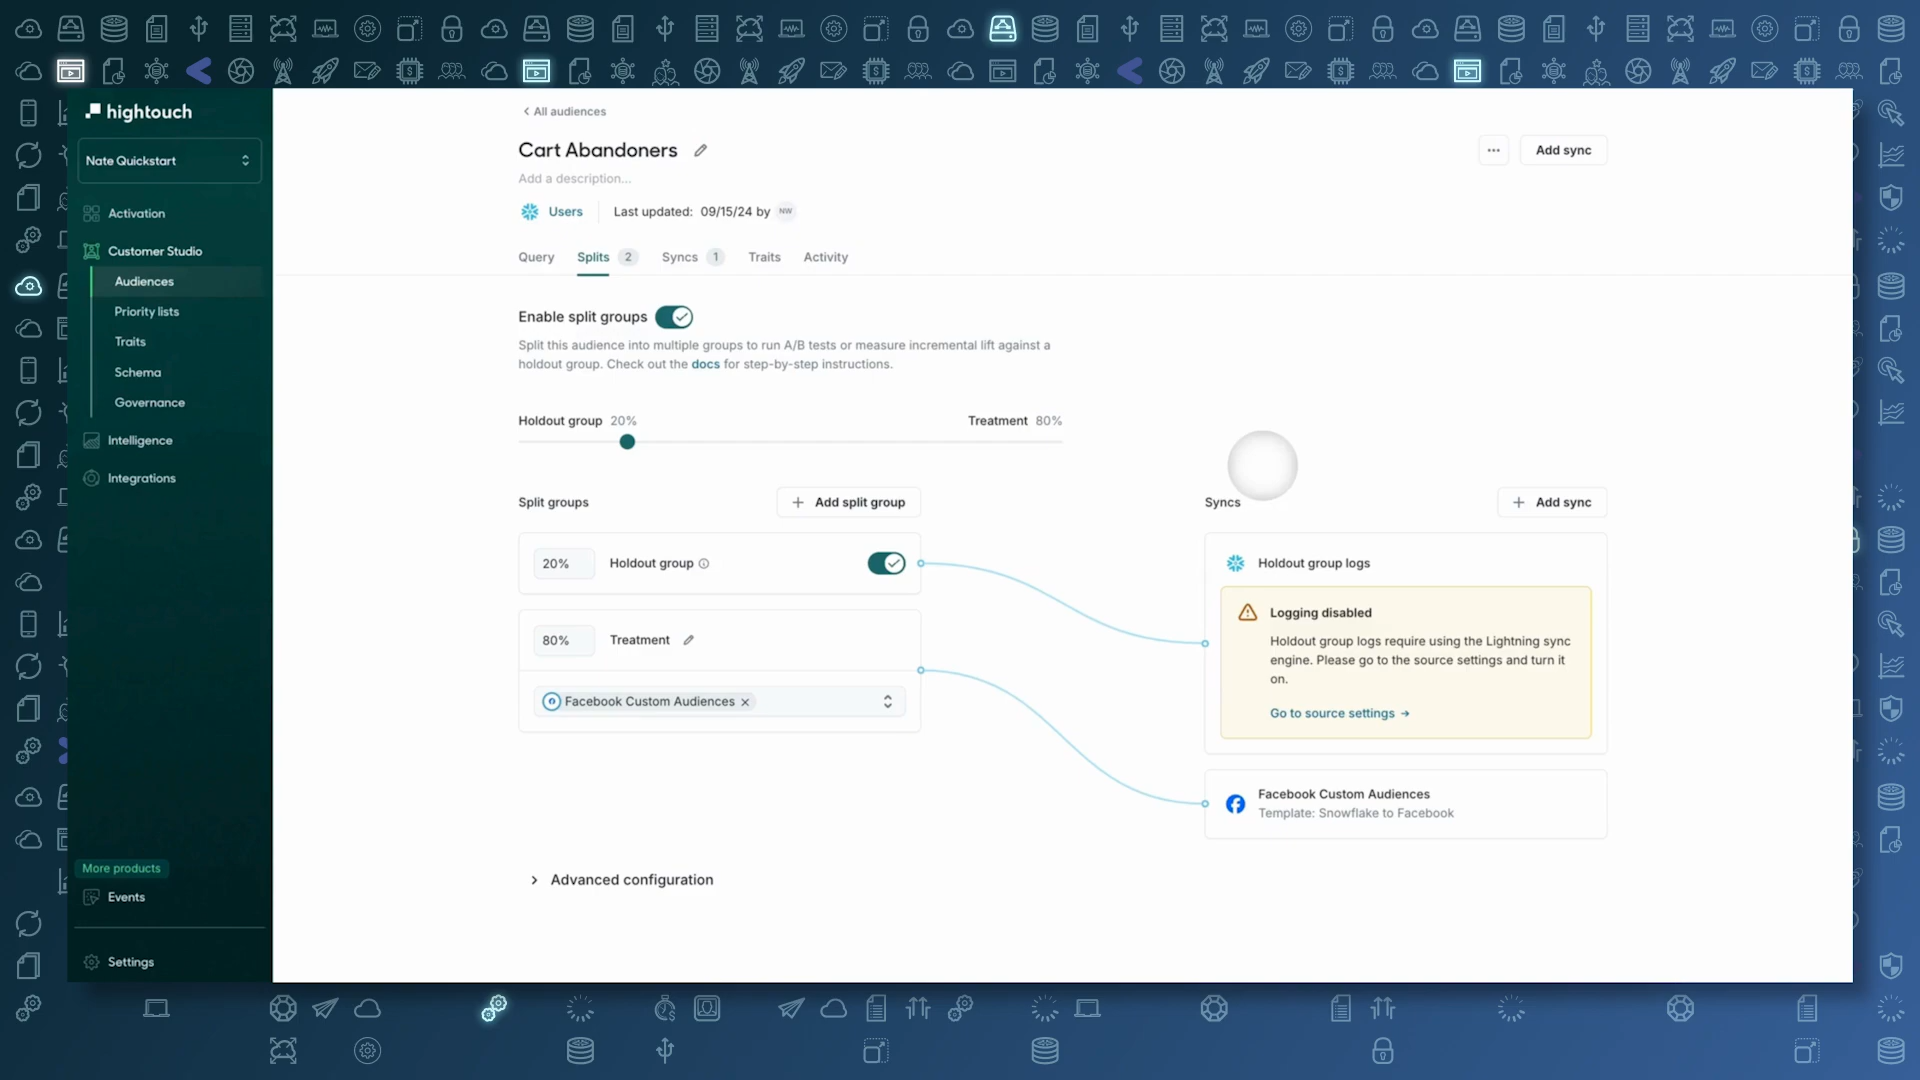 hightouch
Nate Quickstart
Activation
Customer Studio
Audiences
Priority lists
Traits
Schema
Governance
Intelligence
Integrations
More products
Events
Settings
All audiences
Cart Abandoners
Add a description...
Users
Last updated: 09/15/24 by NW
Add sync
Query
Splits 2
Syncs 1
Traits
Activity
Enable split groups
Split this audience into multiple groups to run A/B tests or measure incremental lift against a
holdout group. Check out the docs for step-by-step instructions.
Holdout group 20%
Treatment 80%
Split groups
Add split group
20% Holdout group
80% Treatment
Facebook Custom Audiences
Syncs
Add sync
Holdout group logs
Logging disabled
Holdout group logs require using the Lightning sync
engine. Please go to the source settings and turn it
on.
Go to source settings →
Facebook Custom Audiences
Template: Snowflake to Facebook
Advanced configuration